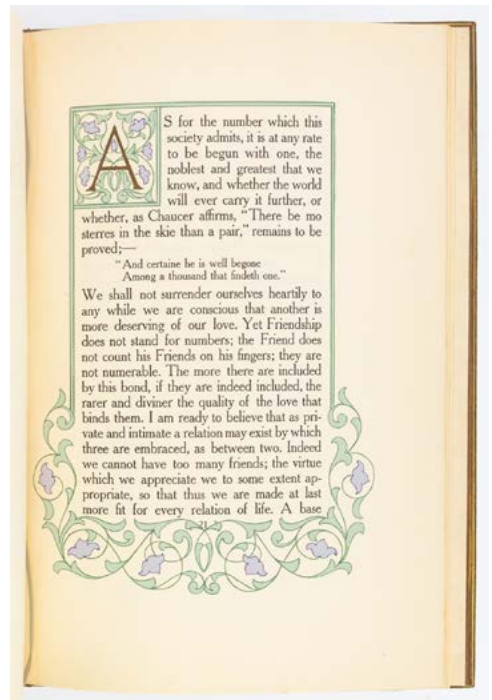 AS for the number which this
society admits, it is at any rate
to be begun with one, the
noblest and greatest that we
know, and whether the world
will ever carry it further, or
whether, as Chaucer affirms, "There be mo
sterres in the skie than a pair," remains to be
proved;—
"And certaine he is well begone
Among a thousand that findeth one."
We shall not surrender ourselves heartily to
any while we are conscious that another is
more deserving of our love. Yet Friendship
does not stand for numbers; the Friend does
not count his Friends on his fingers; they are
not numerable. The more there are included
by this bond, if they are indeed included, the
rarer and diviner the quality of the love that
binds them. I am ready to believe that as pri-
vate and intimate a relation may exist by which
three are embraced, as between two. Indeed
we cannot have too many friends; the virtue
which we appreciate we to some extent ap-
propriate, so that thus we are made at last
more fit for every relation of life. A base
21